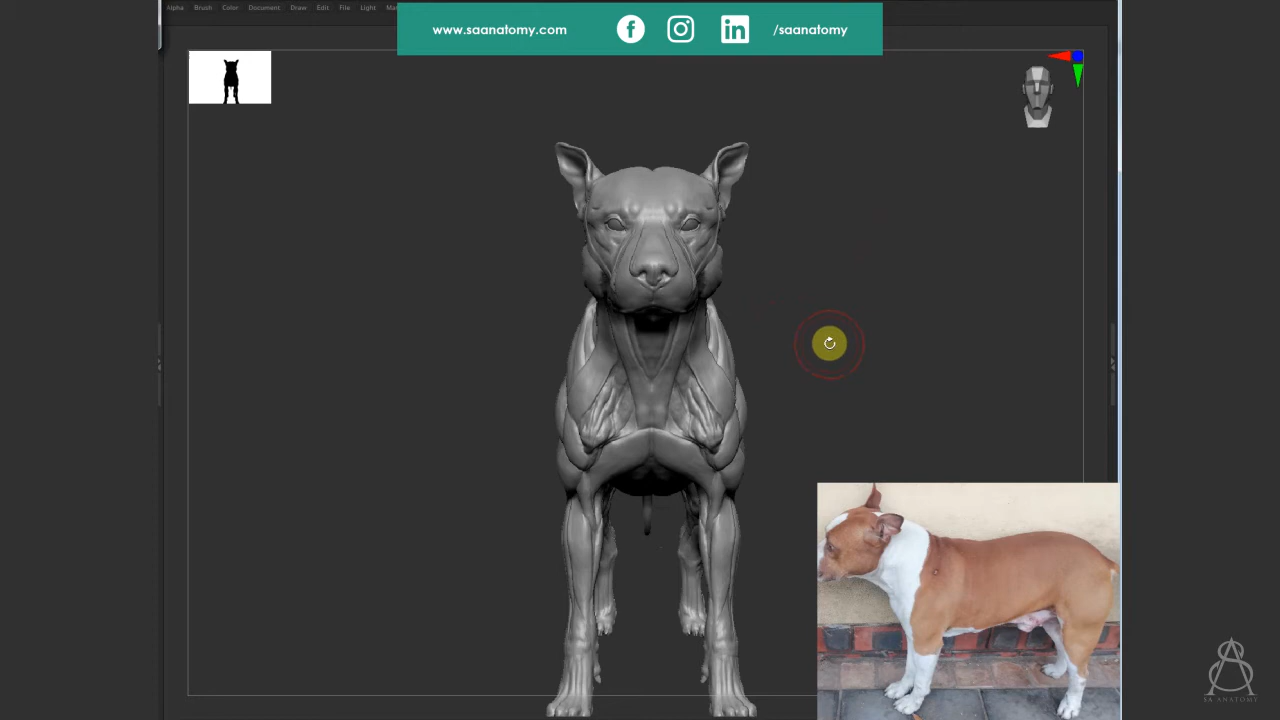 Alpha Brush Color Document Draw Edit File Light
www.saanatomy.com /saanatomy
SA ANATOMY